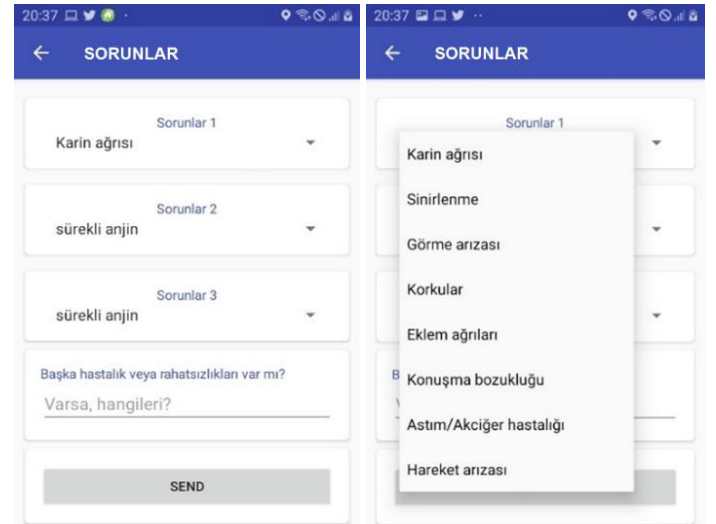 20:37
SORUNLAR
Sorunlar 1
Karin ağrısı
Sorunlar 2
sürekli anjin
Sorunlar 3
sürekli anjin
Başka hastalık veya rahatsızlıkları var mı?
Varsa, hangileri?
SEND
20:37
SORUNLAR
Sorunlar 1
Karin ağrısı
Sinirlenme
Görme arızası
Korkular
Eklem ağrıları
B
Konuşma bozukluğu
Astım/Akciğer hastalığı
Hareket arızası